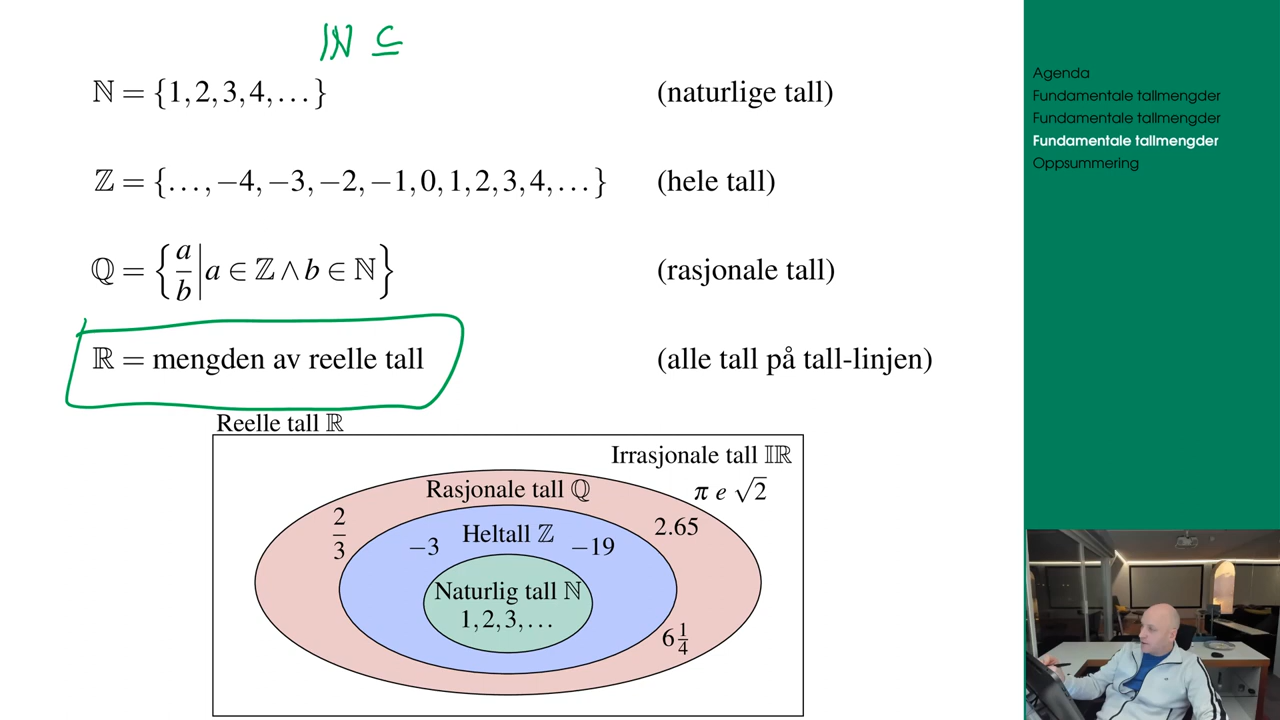 ℕ ⊆
ℕ = {1, 2, 3, 4, …} (naturlige tall)
ℤ = {…, −4, −3, −2, −1, 0, 1, 2, 3, 4, …} (hele tall)
ℚ = {a/b | a ∈ ℤ ∧ b ∈ ℕ} (rasjonale tall)
ℝ = mengden av reelle tall (alle tall på tall-linjen)
Reelle tall ℝ
Irrasjonale tall 𝕀ℝ
π e √2
Rasjonale tall ℚ
2/3
2.65
Heltall ℤ
−3
−19
Naturlig tall ℕ
1, 2, 3, …
6 1/4
Agenda
Fundamentale tallmengder
Fundamentale tallmengder
Fundamentale tallmengder
Oppsummering